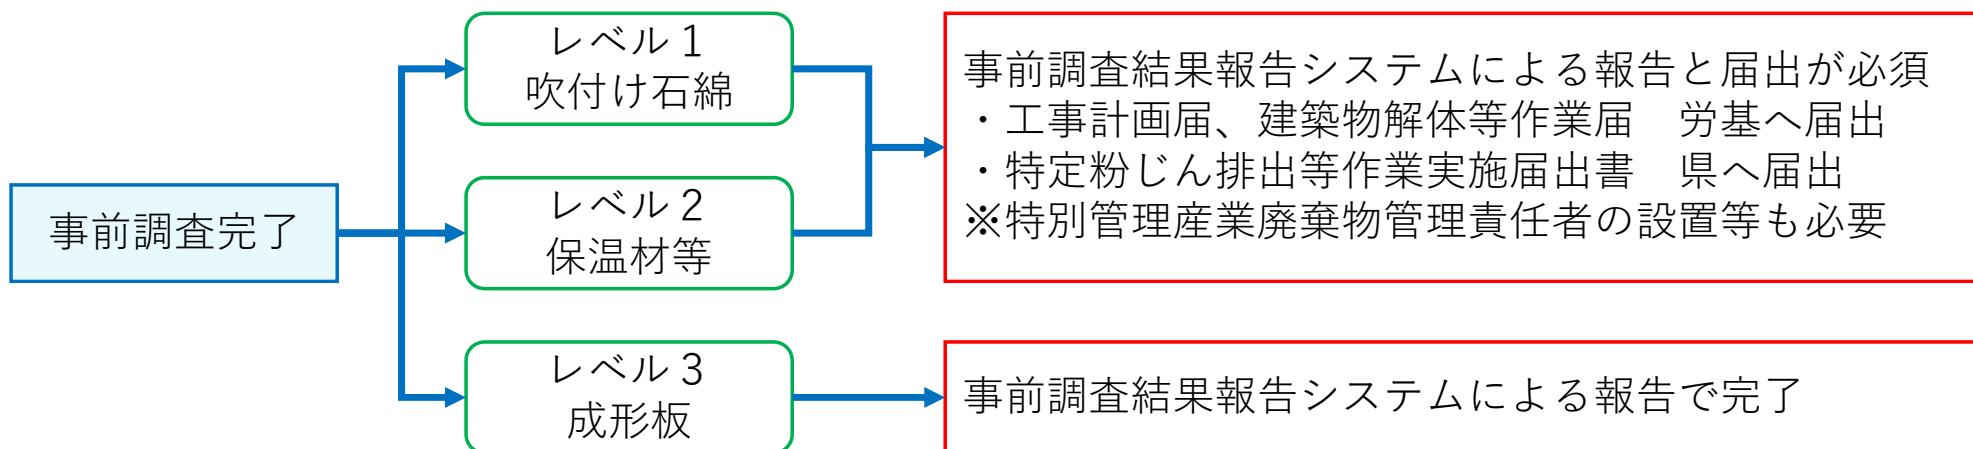 事前調査完了
レベル１
吹付け石綿
レベル２
保温材等
レベル３
成形板
事前調査結果報告システムによる報告と届出が必須
・工事計画届、建築物解体等作業届　労基へ届出
・特定粉じん排出等作業実施届出書　県へ届出
※特別管理産業廃棄物管理責任者の設置等も必要
事前調査結果報告システムによる報告で完了